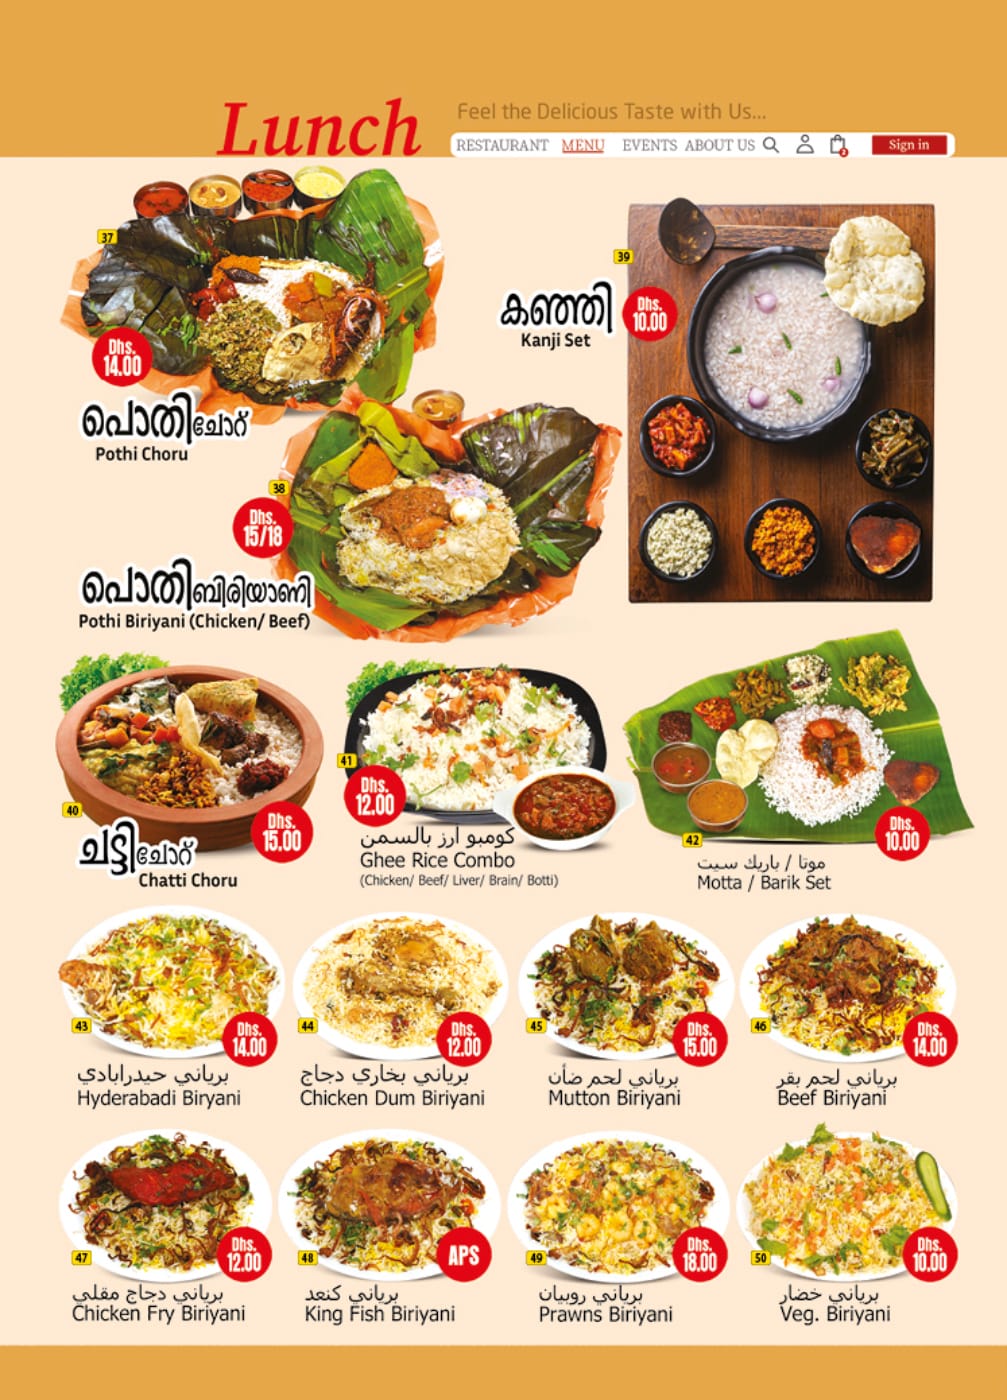 Lunch
Feel the Delicious Taste with Us...
RESTAURANT MENU EVENTS ABOUT US 2 Sign in
37
Dhs.
14.00
പൊതിചോറ്
Pothi Choru
38
Dhs.
15/18
പൊതിബിരിയാണി
Pothi Biriyani (Chicken/ Beef)
39
കഞ്ഞി
Kanji Set
Dhs.
10.00
40
Dhs.
15.00
ചട്ടിചോറ്
Chatti Choru
41
Dhs.
12.00
كومبو أرز بالسمن
Ghee Rice Combo
(Chicken/ Beef/ Liver/ Brain/ Botti)
42
Dhs.
10.00
موتا / باريك سيت
Motta / Barik Set
43
Dhs.
14.00
برياني حيدرابادي
Hyderabadi Biryani
44
Dhs.
12.00
برياني بخاري دجاج
Chicken Dum Biriyani
45
Dhs.
15.00
برياني لحم ضأن
Mutton Biriyani
46
Dhs.
14.00
برياني لحم بقر
Beef Biriyani
47
Dhs.
12.00
برياني دجاج مقلي
Chicken Fry Biriyani
48
APS
برياني كنعد
King Fish Biriyani
49
Dhs.
18.00
برياني روبيان
Prawns Biriyani
50
Dhs.
10.00
برياني خضار
Veg. Biriyani